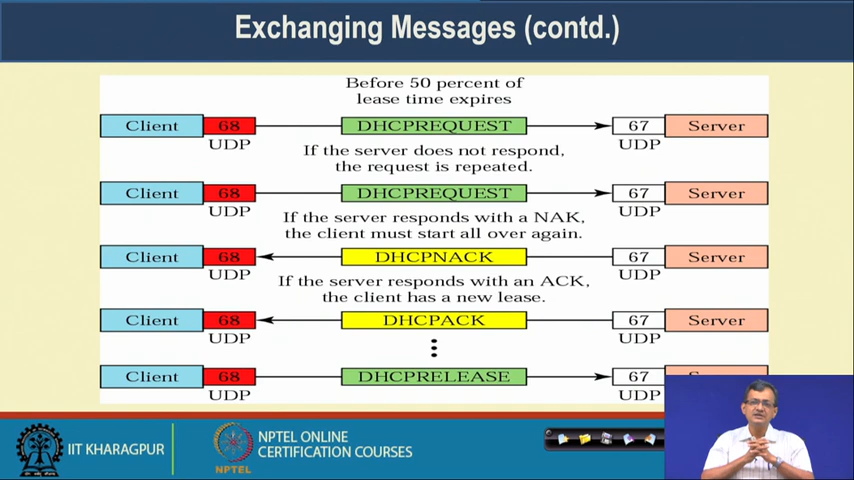 Exchanging Messages (contd.)
Before 50 percent of
lease time expires
Client 68 DHCPREQUEST 67 Server
UDP UDP
If the server does not respond,
the request is repeated.
Client 68 DHCPREQUEST 67 Server
UDP UDP
If the server responds with a NAK,
the client must start all over again.
Client 68 DHCPNACK 67 Server
UDP UDP
If the server responds with an ACK,
the client has a new lease.
Client 68 DHCPACK 67 Server
UDP UDP
Client 68 DHCPRELEASE 67
UDP UDP
IIT KHARAGPUR
NPTEL
NPTEL ONLINE
CERTIFICATION COURSES